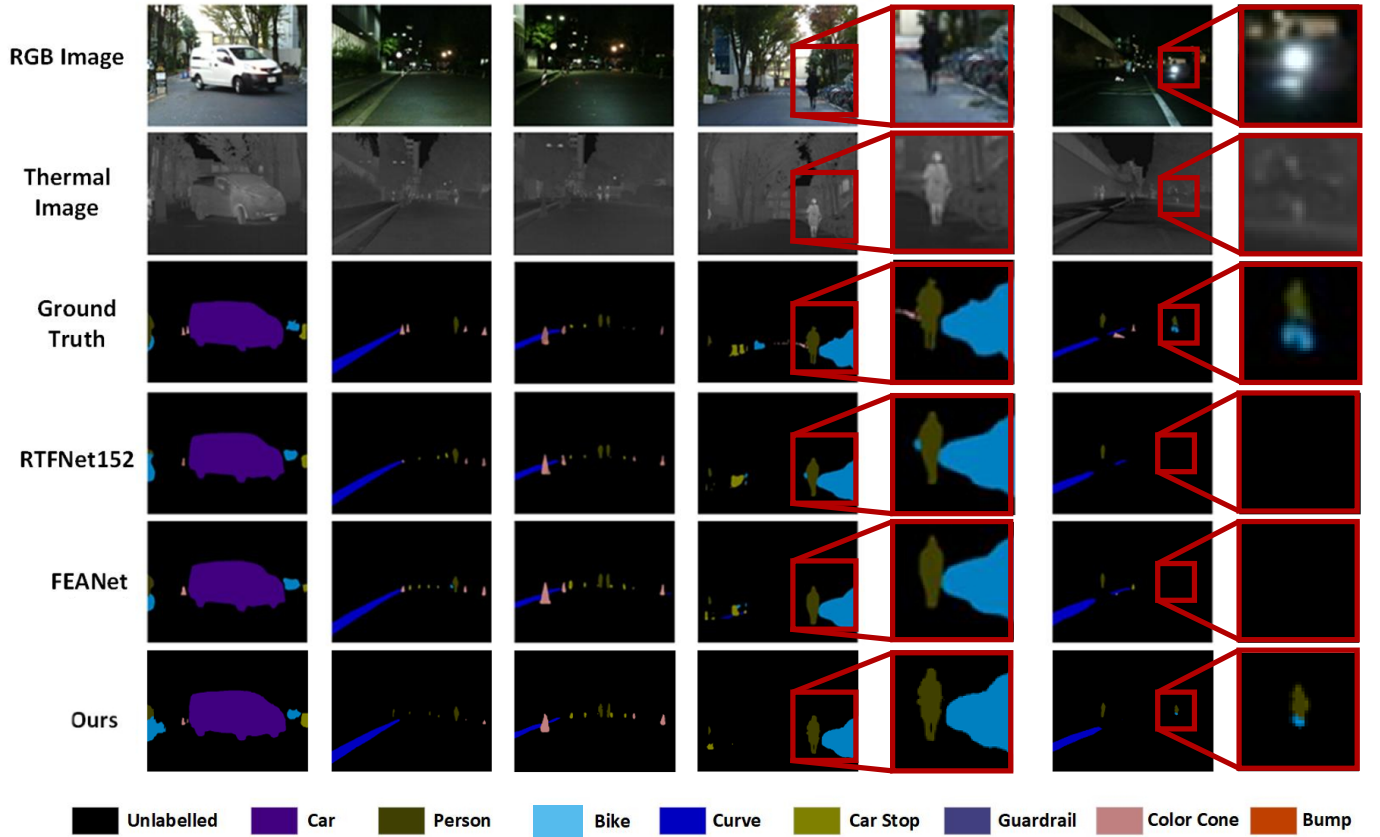 RGB Image
Thermal
Image
Ground
Truth
RTFNet152
FEANet
Ours
Unlabelled Car Person Bike Curve Car Stop Guardrail Color Cone Bump